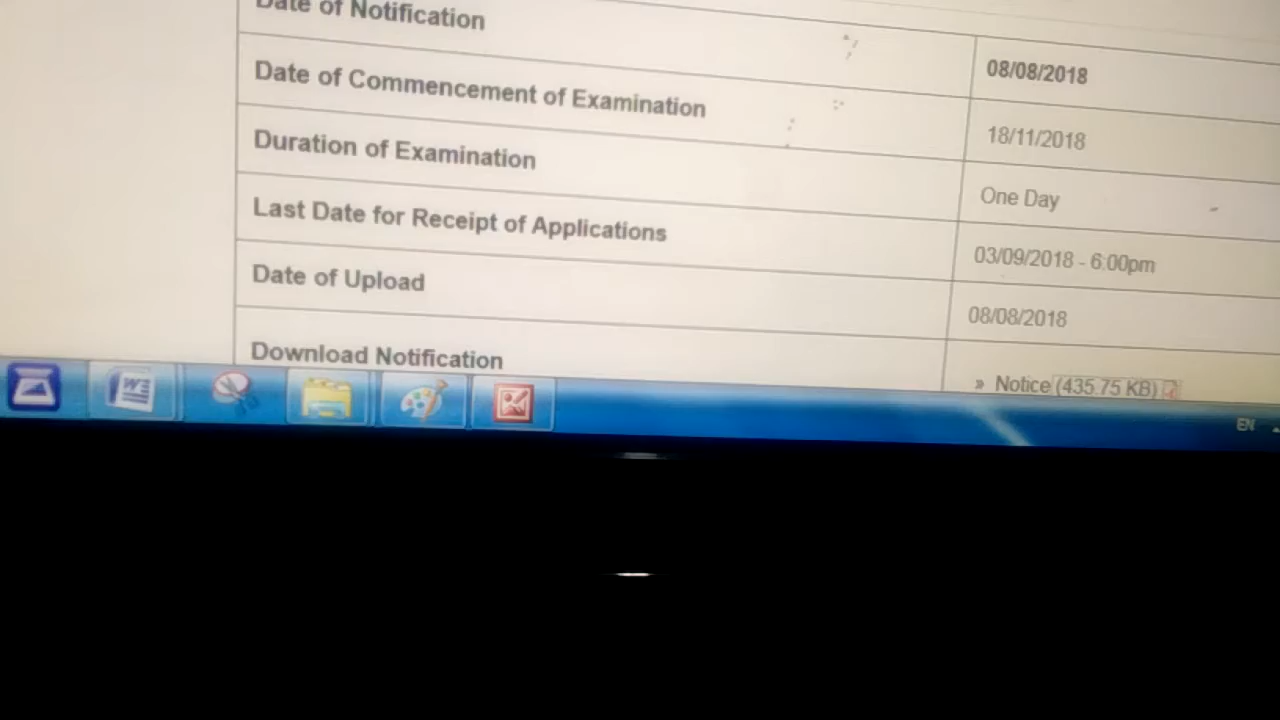 Date of Notification
08/08/2018
Date of Commencement of Examination
18/11/2018
Duration of Examination
One Day
Last Date for Receipt of Applications
03/09/2018 - 6:00pm
Date of Upload
08/08/2018
Download Notification
» Notice (435.75 KB)
W
EN